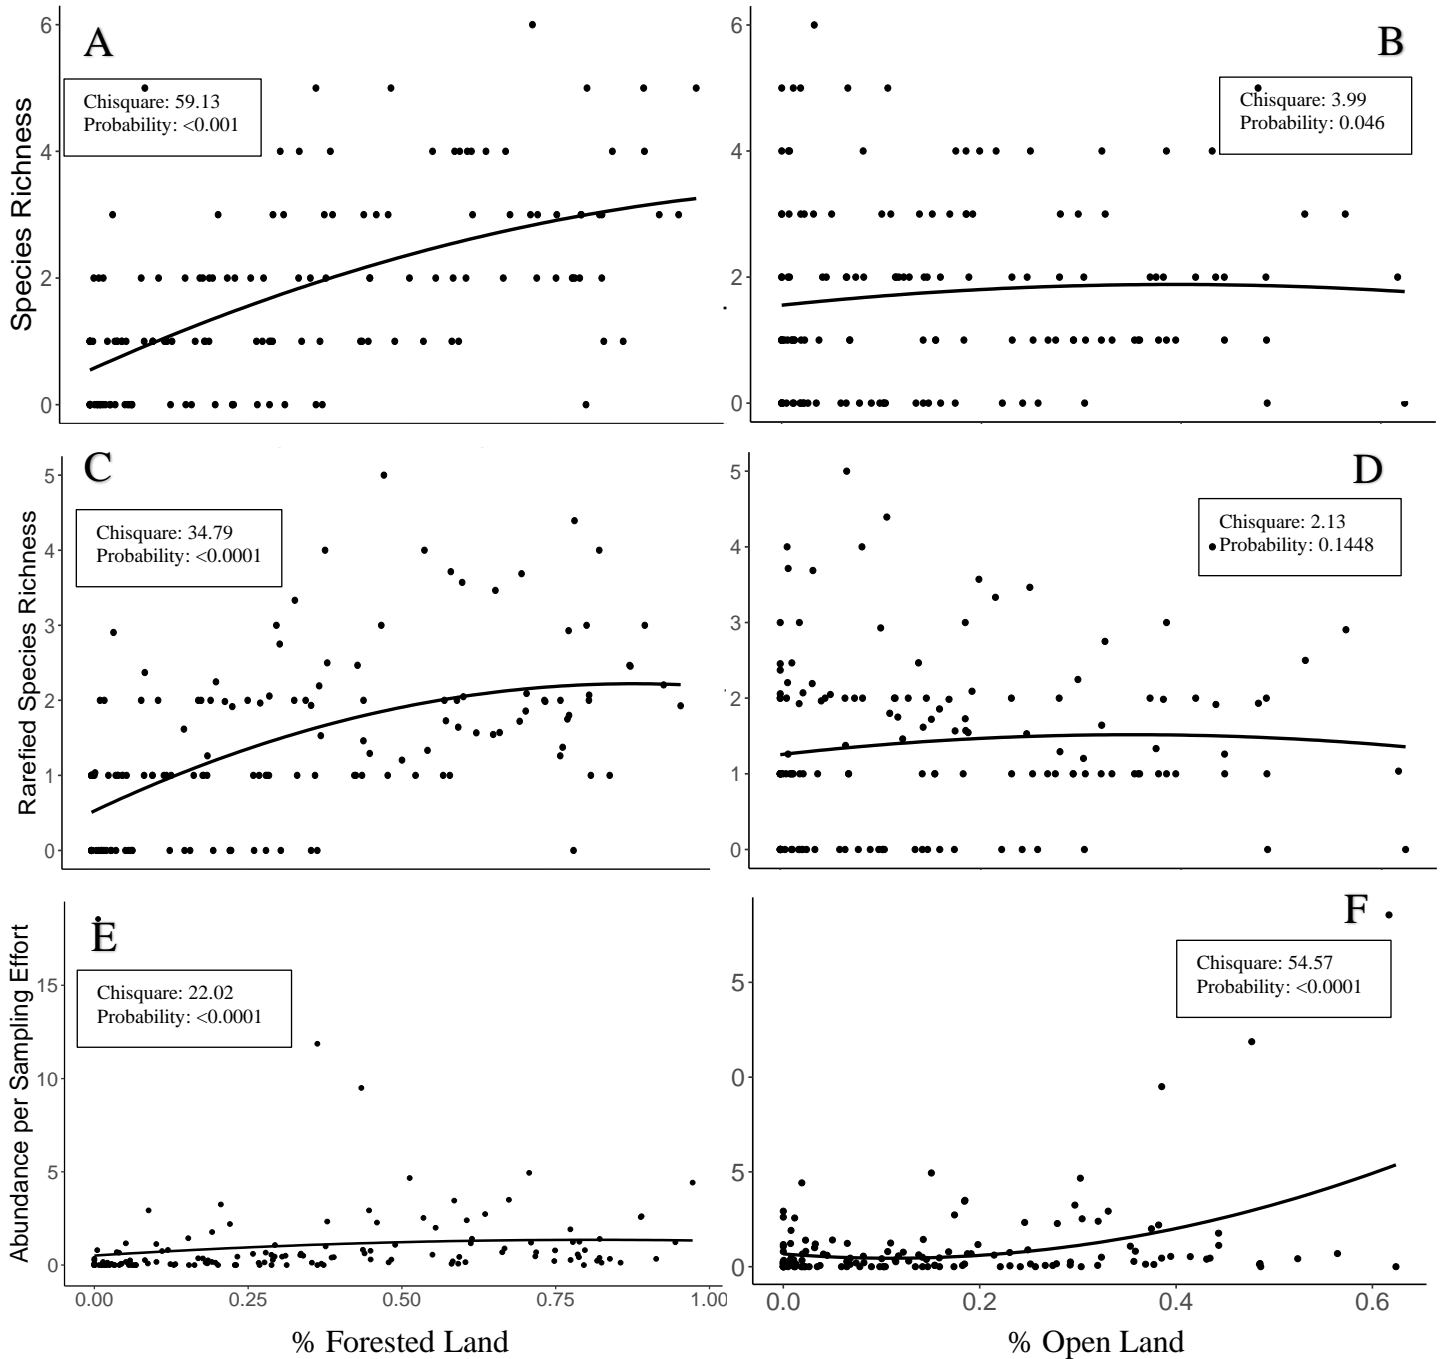 A
Chisquare: 59.13
Probability: <0.001
Species Richness
6
4
2
0
B
Chisquare: 3.99
Probability: 0.046
6
4
2
0
C
Chisquare: 34.79
Probability: <0.0001
Rarefied Species Richness
5
4
3
2
1
0
D
Chisquare: 2.13
Probability: 0.1448
5
4
3
2
1
0
E
Chisquare: 22.02
Probability: <0.0001
Abundance per Sampling Effort
15
10
5
0
0.00 0.25 0.50 0.75 1.00
% Forested Land
F
Chisquare: 54.57
Probability: <0.0001
5
0
5
0
0.0 0.2 0.4 0.6
% Open Land